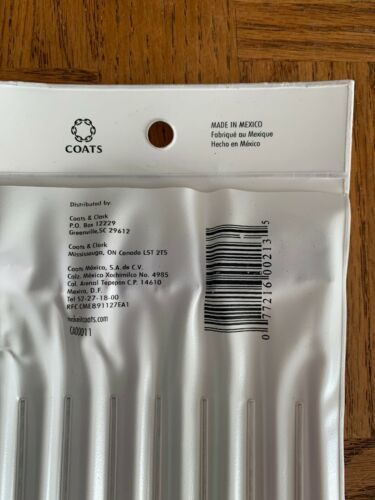 COATS
MADE IN MEXICO
Fabriqué au Mexique
Hecho en México
Distributed by:
Coats & Clark
P.O. Box 12229
Greenville, SC 29612
Coats & Clark
Mississauga, ON Canada L5T 2T5
Coats México, S.A. de C.V.
Calz. México Xochimilco No. 4985
Col. Arenal Tepepan C.P. 14610
Mexico, D.F.
Tel 57-27-18-00
RFC CME891127EA1
CA00011
0 77216 00213 5